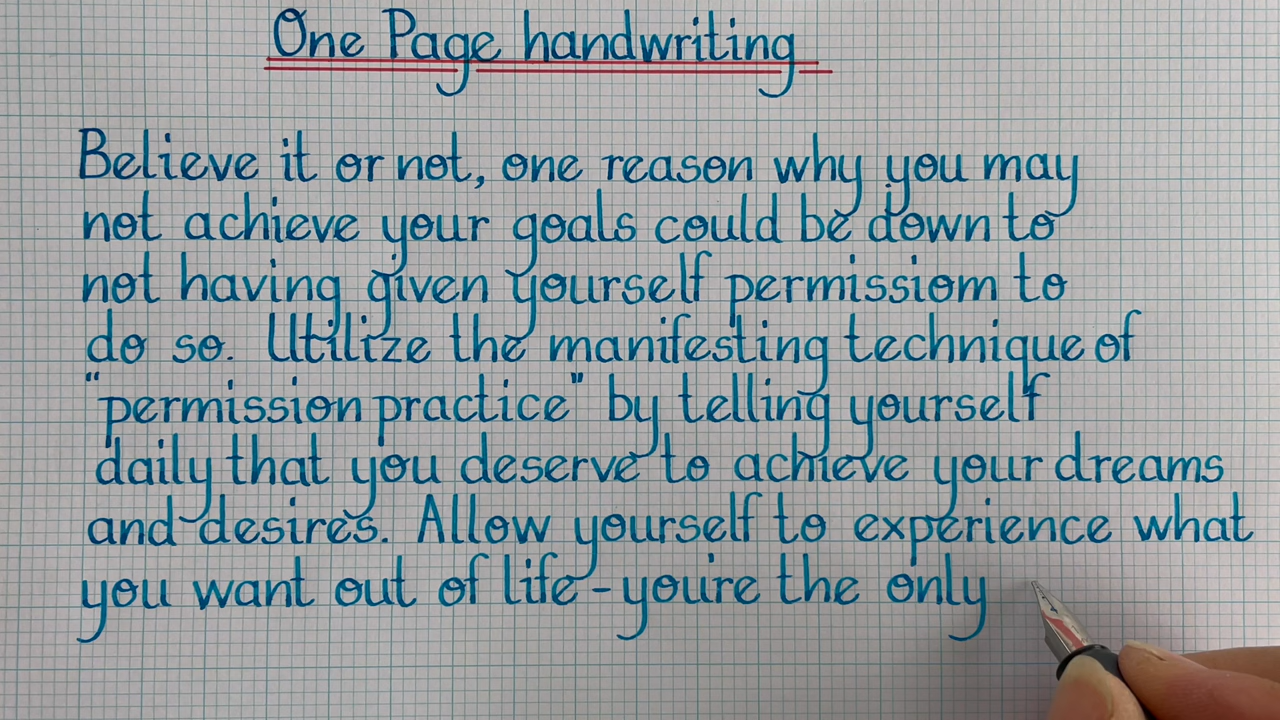 One Page handwriting
Believe it or not, one reason why you may
not achieve your goals could be down to
not having given yourself permissiom to
do so. Utilize the manifesting technique of
"permission practice" by telling yourself
daily that you deserve to achieve your dreams
and desires. Allow yourself to experience what
you want out of life - you're the only